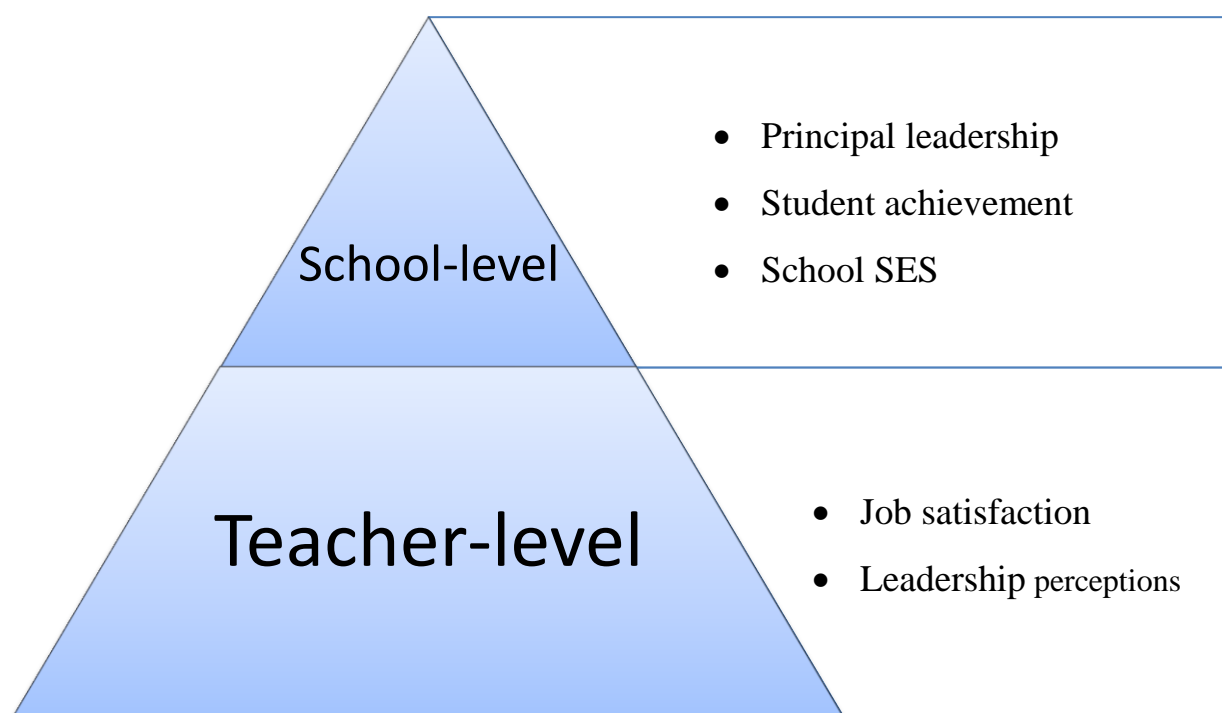 • Principal leadership
• Student achievement
School-level
• School SES
• Job satisfaction
Teacher-level
• Leadership perceptions